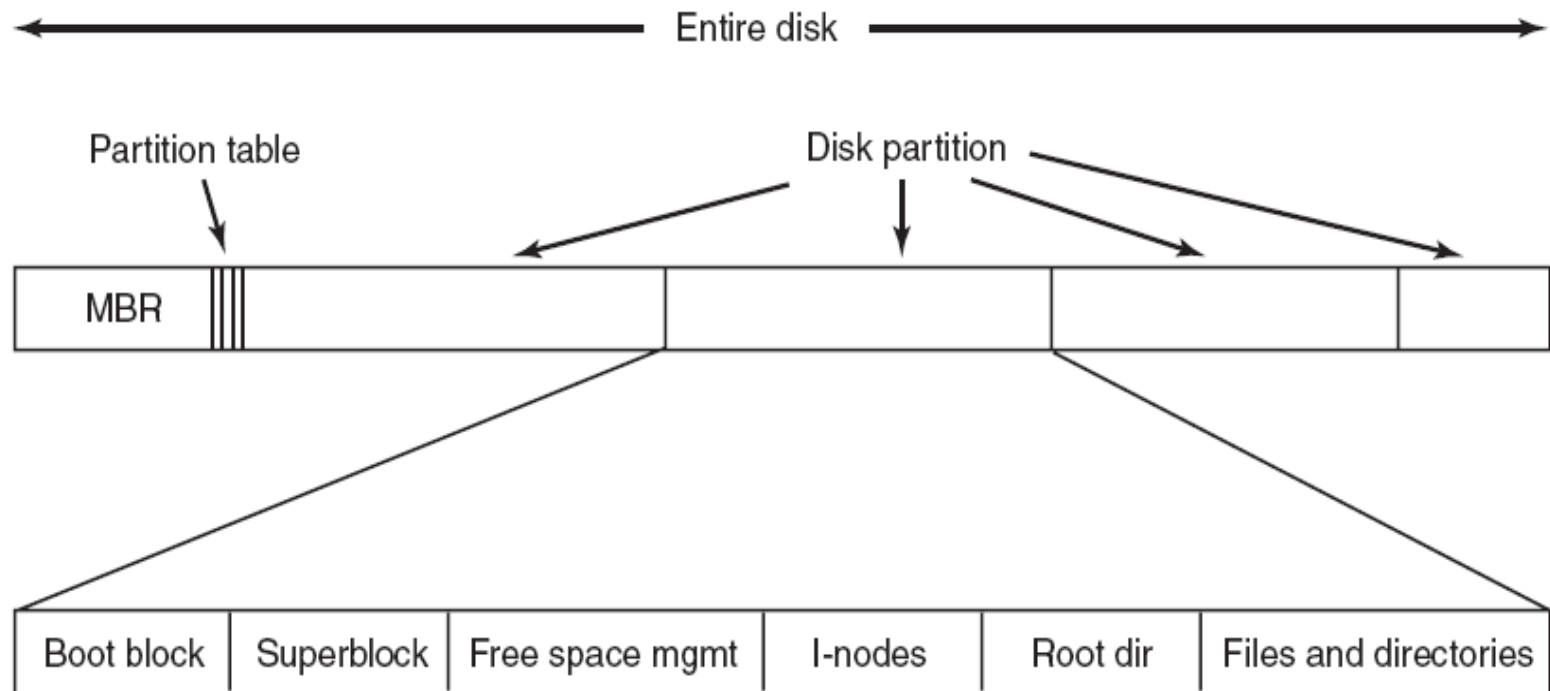 Entire disk
Partition table
Disk partition
MBR
Boot block
Superblock
Free space mgmt
I-nodes
Root dir
Files and directories